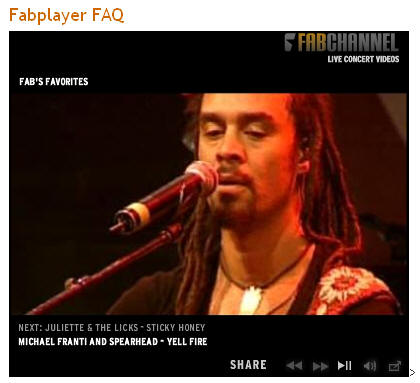 Fabplayer FAQ
FABCHANNEL
LIVE CONCERT VIDEOS
FAB'S FAVORITES
NEXT: JULIETTE & THE LICKS - STICKY HONEY
MICHAEL FRANTI AND SPEARHEAD - YELL FIRE
SHARE
>